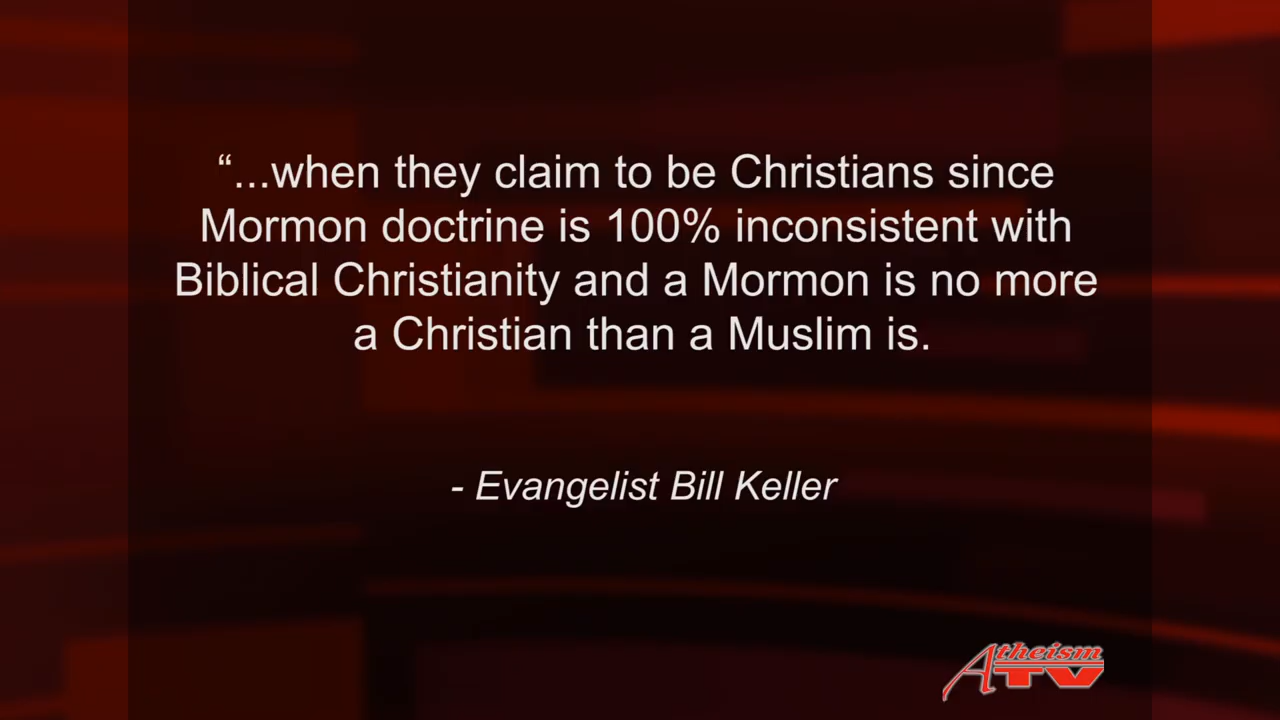 “...when they claim to be Christians since
Mormon doctrine is 100% inconsistent with
Biblical Christianity and a Mormon is no more
a Christian than a Muslim is.
- Evangelist Bill Keller
Atheism
TV